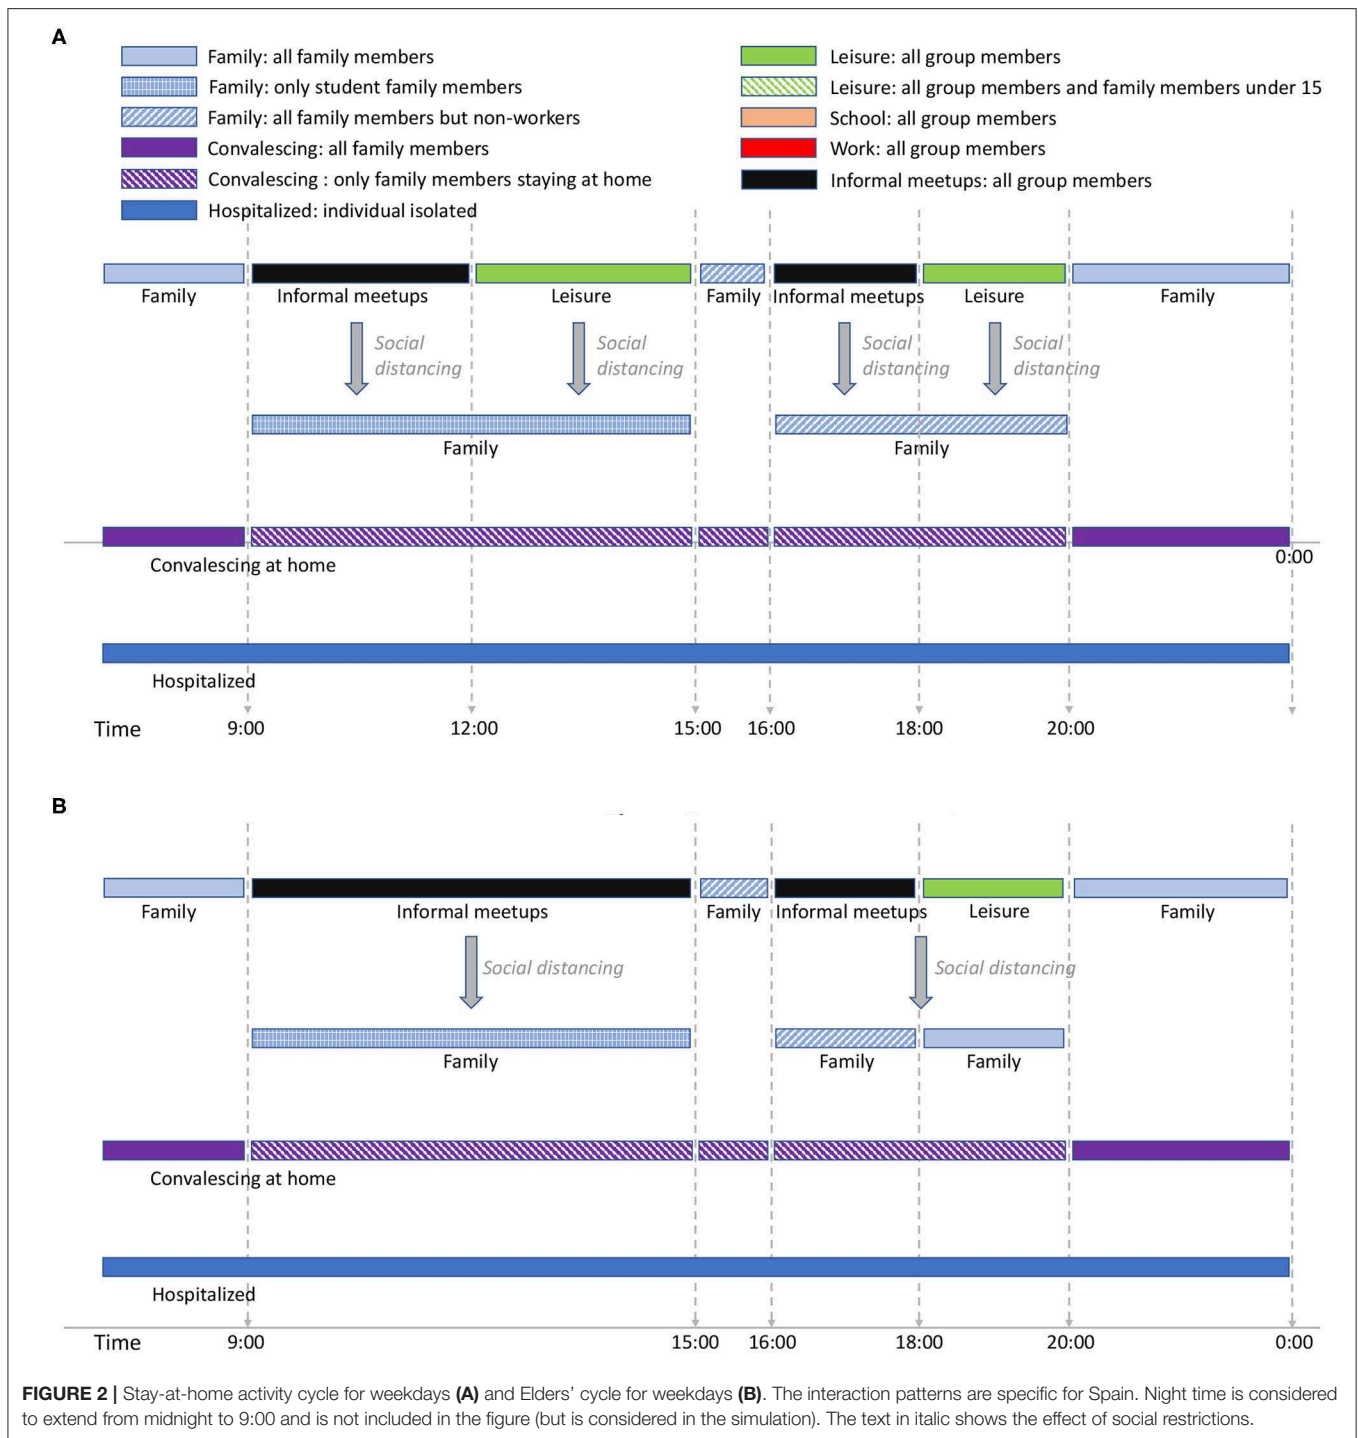 A
Family: all family members
Leisure: all group members
Family: only student family members
Leisure: all group members and family members under 15
Family: all family members but non-workers
School: all group members
Convalescing: all family members
Work: all group members
Convalescing : only family members staying at home
Informal meetups: all group members
Hospitalized: individual isolated
Family Informal meetups Leisure Family Informal meetups Leisure Family
Social Social Social Social
distancing distancing distancing distancing
Family Family
Convalescing at home 0:00
Hospitalized
Time 9:00 12:00 15:00 16:00 18:00 20:00
B
Family Informal meetups Family Informal meetups Leisure Family
Social distancing Social distancing
Family Family Family
Convalescing at home
Hospitalized
Time 9:00 15:00 16:00 18:00 20:00 0:00
FIGURE 2 | Stay-at-home activity cycle for weekdays (A) and Elders' cycle for weekdays (B). The interaction patterns are specific for Spain. Night time is considered
to extend from midnight to 9:00 and is not included in the figure (but is considered in the simulation). The text in italic shows the effect of social restrictions.